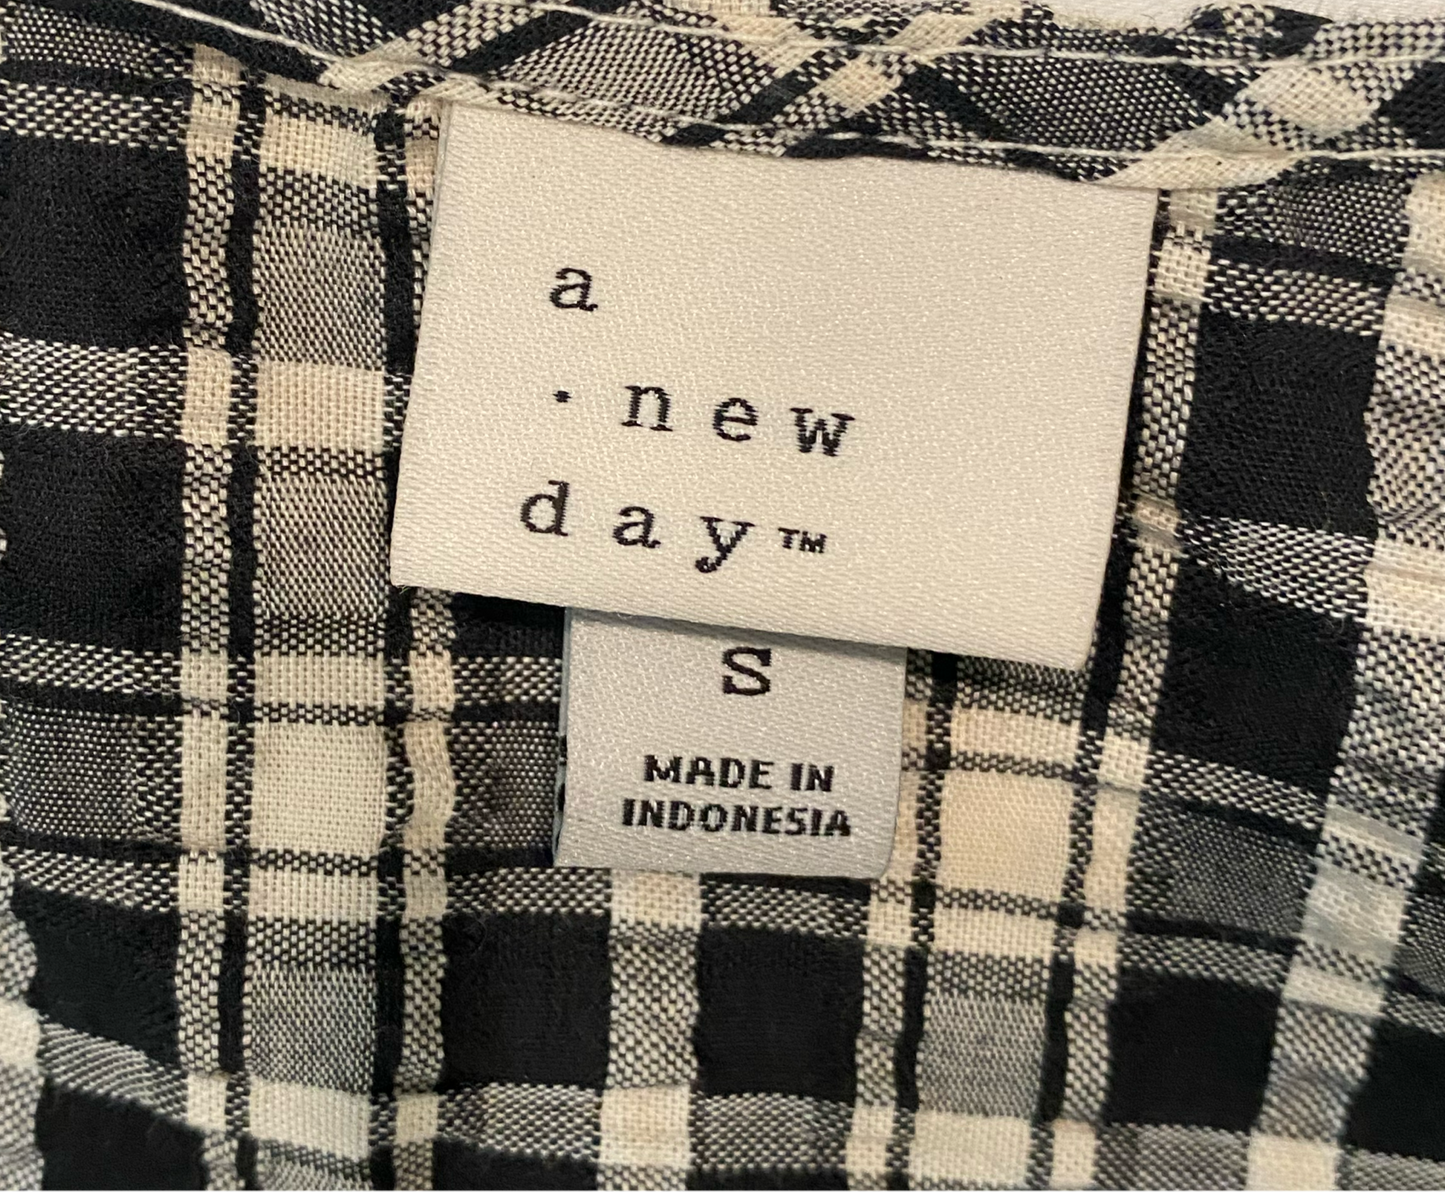 a
· new
day™
S
MADE IN
INDONESIA